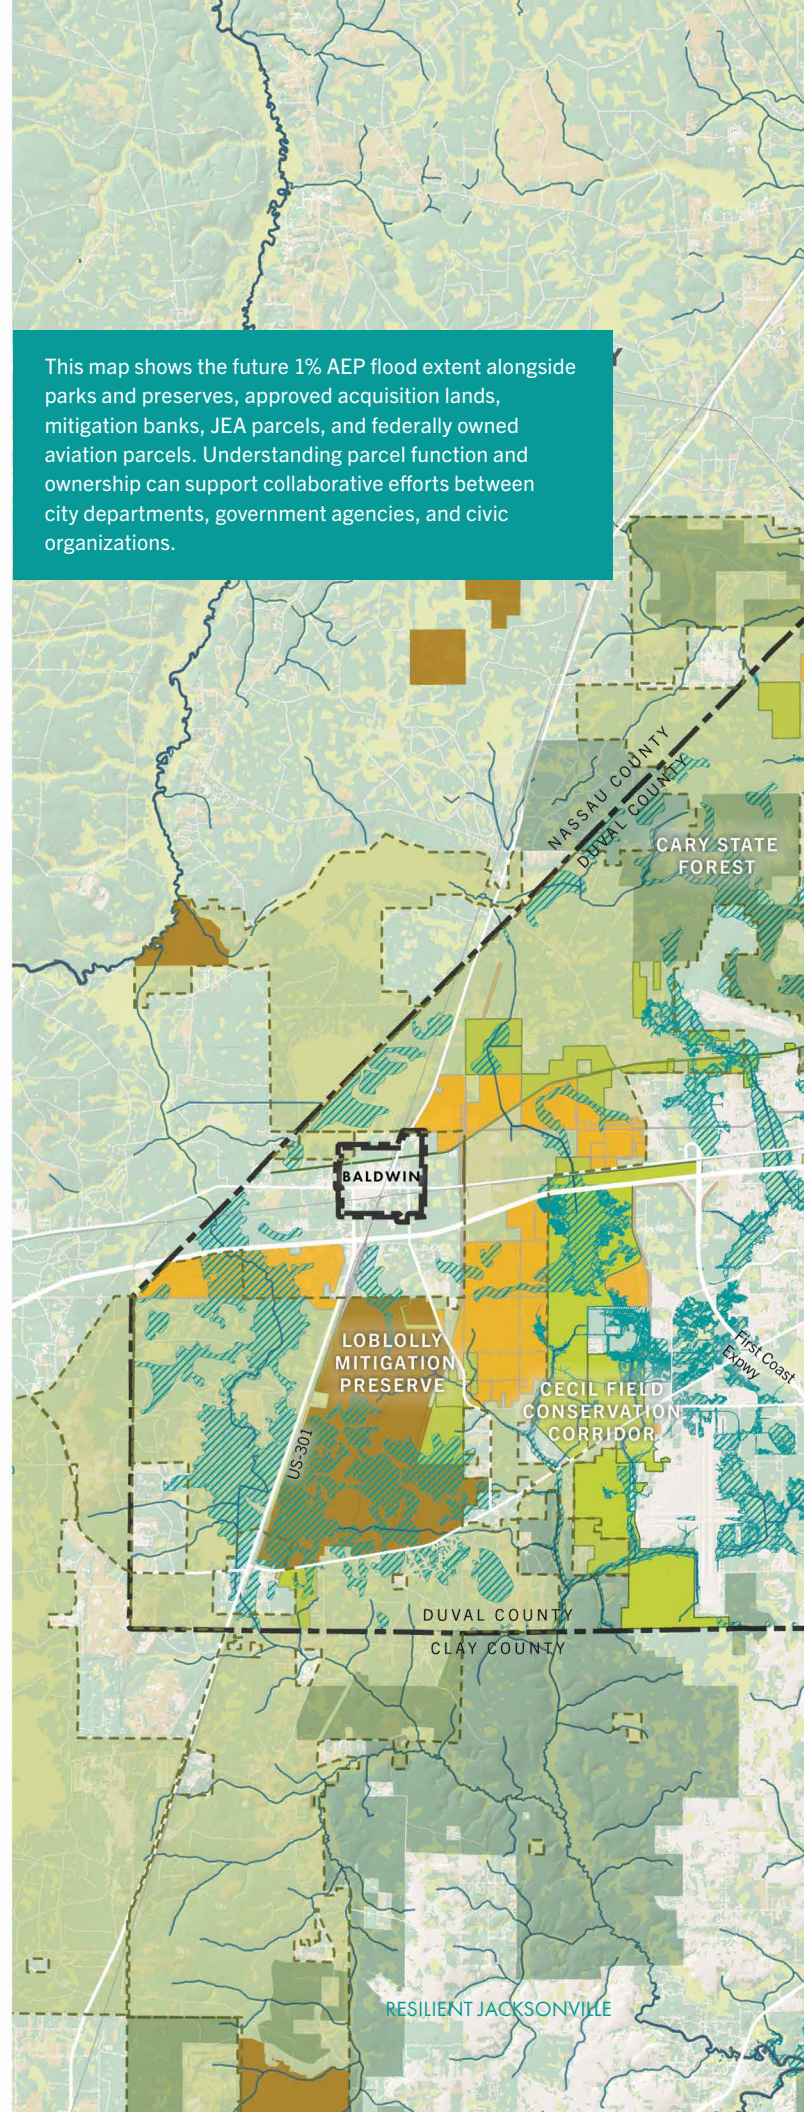 This map shows the future 1% AEP flood extent alongside
parks and preserves, approved acquisition lands,
mitigation banks, JEA parcels, and federally owned
aviation parcels. Understanding parcel function and
ownership can support collaborative efforts between
city departments, government agencies, and civic
organizations.
NASSAU COUNTY
DUVAL COUNTY
CARY STATE
FOREST
BALDWIN
LOBLOLLY
MITIGATION
PRESERVE
First Coast
Expwy
CECIL FIELD
CONSERVATION
CORRIDOR
US-301
DUVAL COUNTY
CLAY COUNTY
RESILIENT JACKSONVILLE